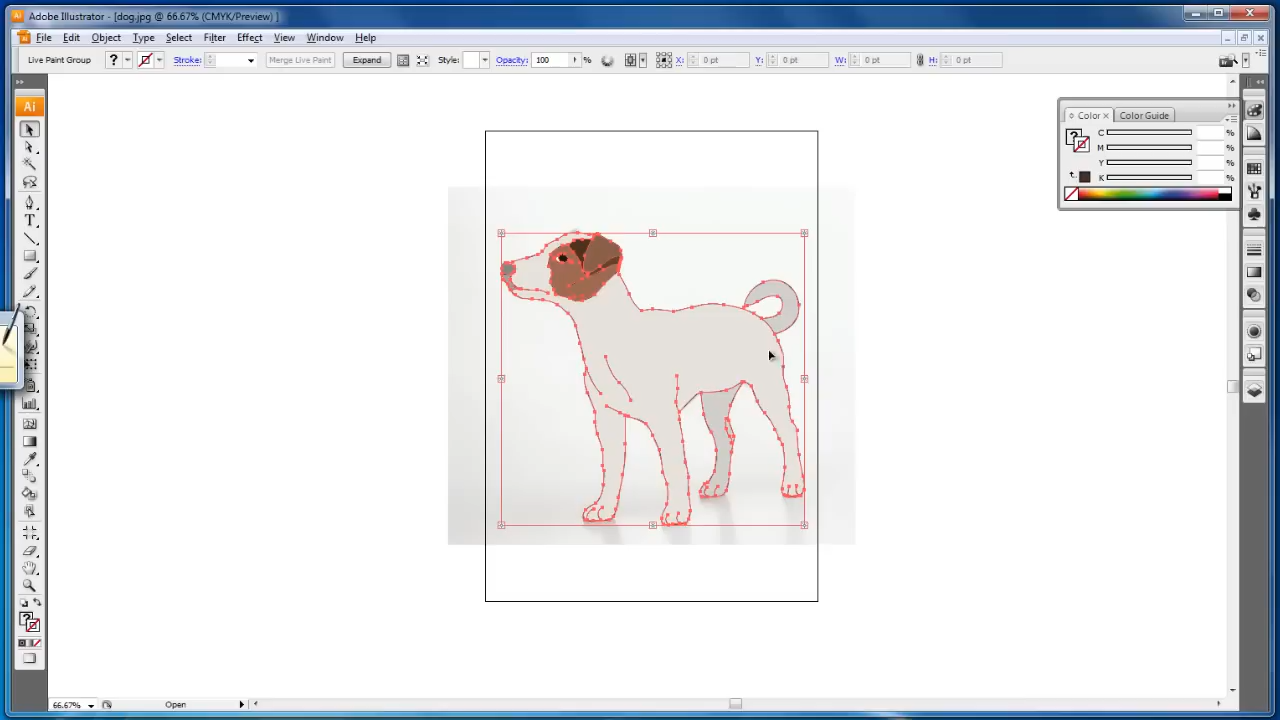 Adobe Illustrator - [dog.jpg @ 66.67% (CMYK/Preview) ]
File Edit Object Type Select Filter Effect View Window Help
Live Paint Group ? Stroke: Merge Live Paint Expand Style: Opacity: 100 % X: 0 pt Y: 0 pt W: 0 pt H: 0 pt
Ai
Color Color Guide
? C %
M %
Y %
K %
T
?
66.67% Open